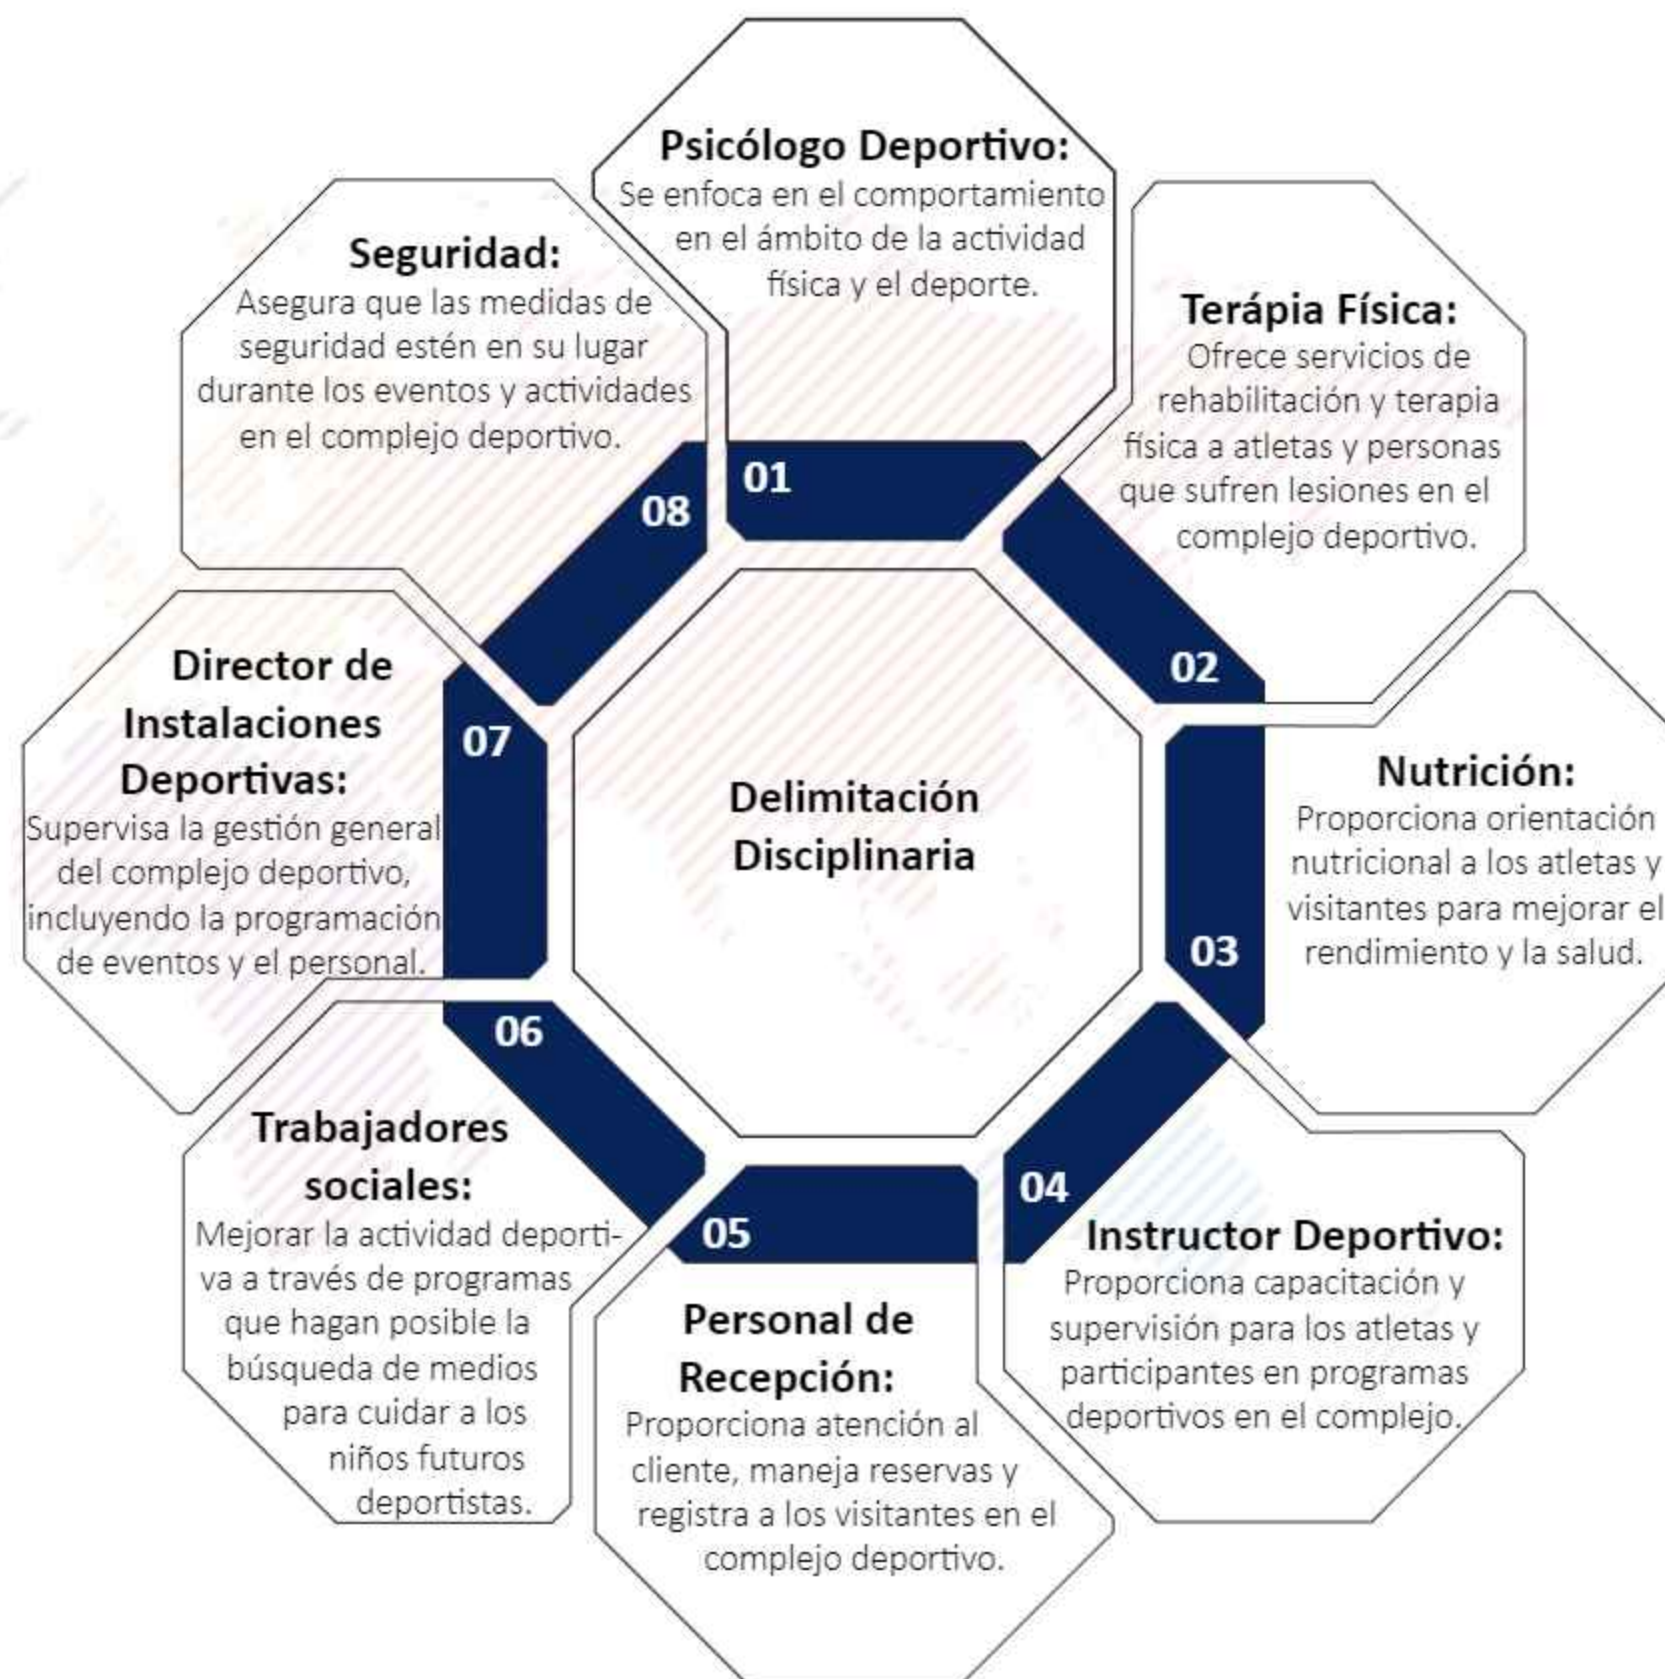 Delimitación
Disciplinaria
01
Psicólogo Deportivo:
Se enfoca en el comportamiento
en el ámbito de la actividad
física y el deporte.
02
Terápia Física:
Ofrece servicios de
rehabilitación y terapia
física a atletas y personas
que sufren lesiones en el
complejo deportivo.
03
Nutrición:
Proporciona orientación
nutricional a los atletas y
visitantes para mejorar el
rendimiento y la salud.
04
Instructor Deportivo:
Proporciona capacitación y
supervisión para los atletas y
participantes en programas
deportivos en el complejo.
05
Personal de
Recepción:
Proporciona atención al
cliente, maneja reservas y
registra a los visitantes en el
complejo deportivo.
06
Trabajadores
sociales:
Mejorar la actividad deporti-
va a través de programas
que hagan posible la
búsqueda de medios
para cuidar a los
niños futuros
deportistas.
07
Director de
Instalaciones
Deportivas:
Supervisa la gestión general
del complejo deportivo,
incluyendo la programación
de eventos y el personal.
08
Seguridad:
Asegura que las medidas de
seguridad estén en su lugar
durante los eventos y actividades
en el complejo deportivo.